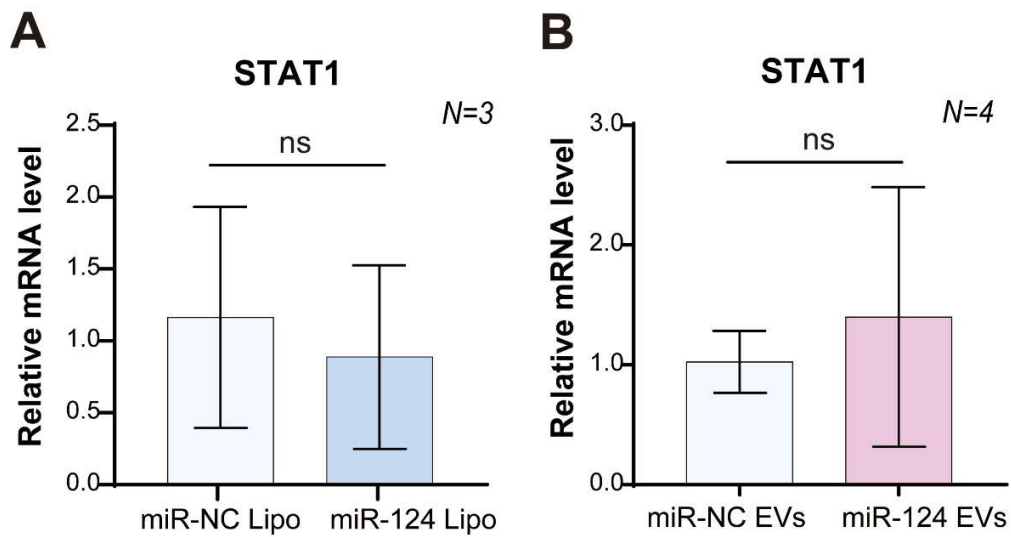 A
STAT1
N=3
Relative mRNA level
2.5
2.0
1.5
1.0
0.5
0.0
ns
miR-NC Lipo
miR-124 Lipo
B
STAT1
N=4
Relative mRNA level
3.0
2.0
1.0
0.0
ns
miR-NC EVs
miR-124 EVs